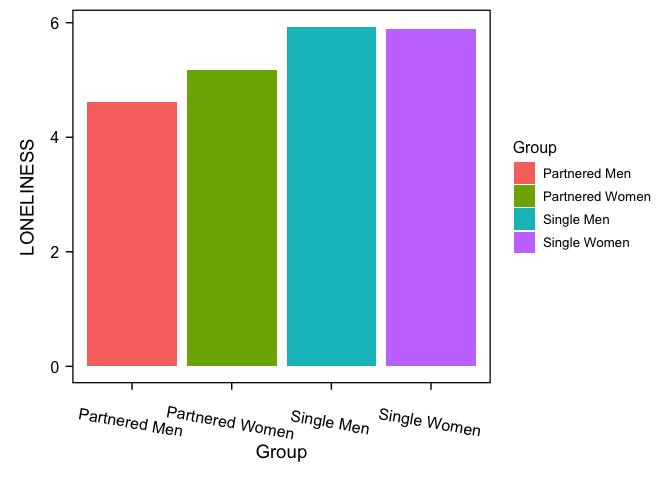 6
4
2
0
LONELINESS
Partnered Men
Partnered Women
Single Men
Single Women
Group
Group
Partnered Men
Partnered Women
Single Men
Single Women